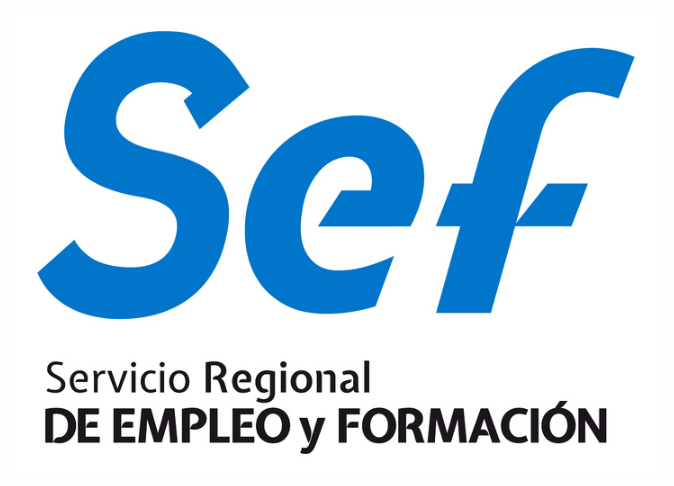 Sef
Servicio Regional
DE EMPLEO y FORMACIÓN